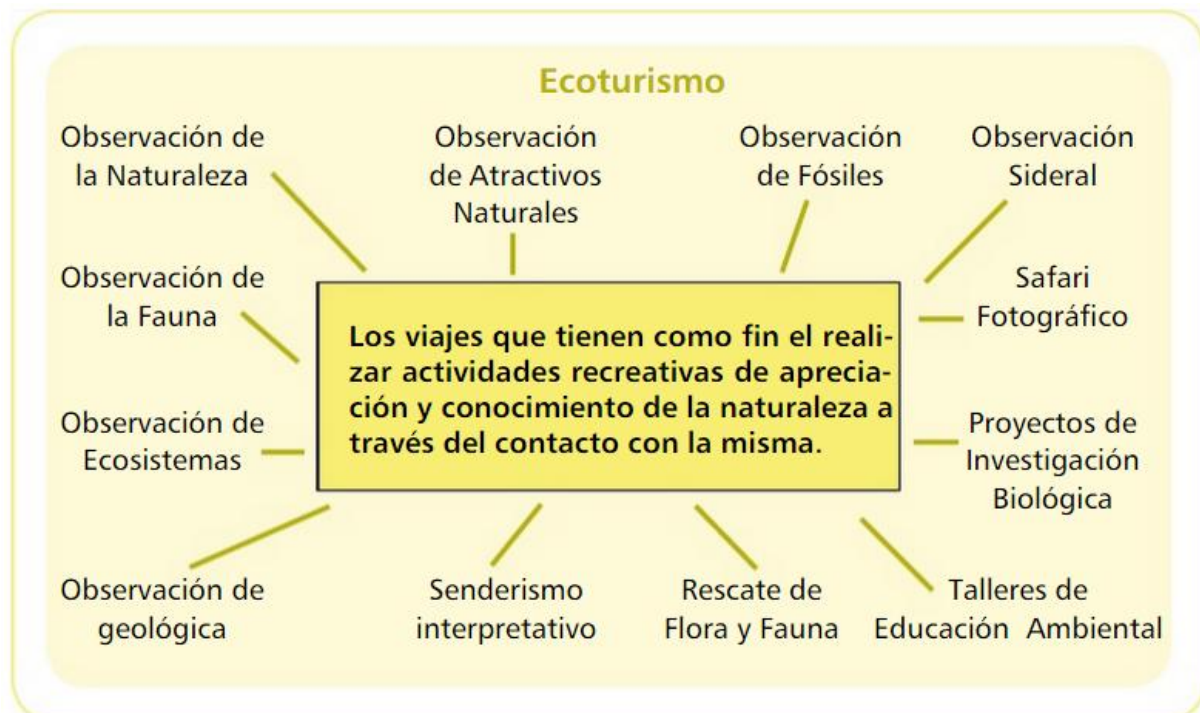 Ecoturismo
Observación de
la Naturaleza
Observación
de Atractivos
Naturales
Observación
de Fósiles
Observación
Sideral
Observación de
la Fauna
Safari
Fotográfico
Los viajes que tienen como fin el reali-
zar actividades recreativas de aprecia-
ción y conocimiento de la naturaleza a
través del contacto con la misma.
Observación de
Ecosistemas
Proyectos de
Investigación
Biológica
Observación de
geológica
Senderismo
interpretativo
Rescate de
Flora y Fauna
Talleres de
Educación Ambiental